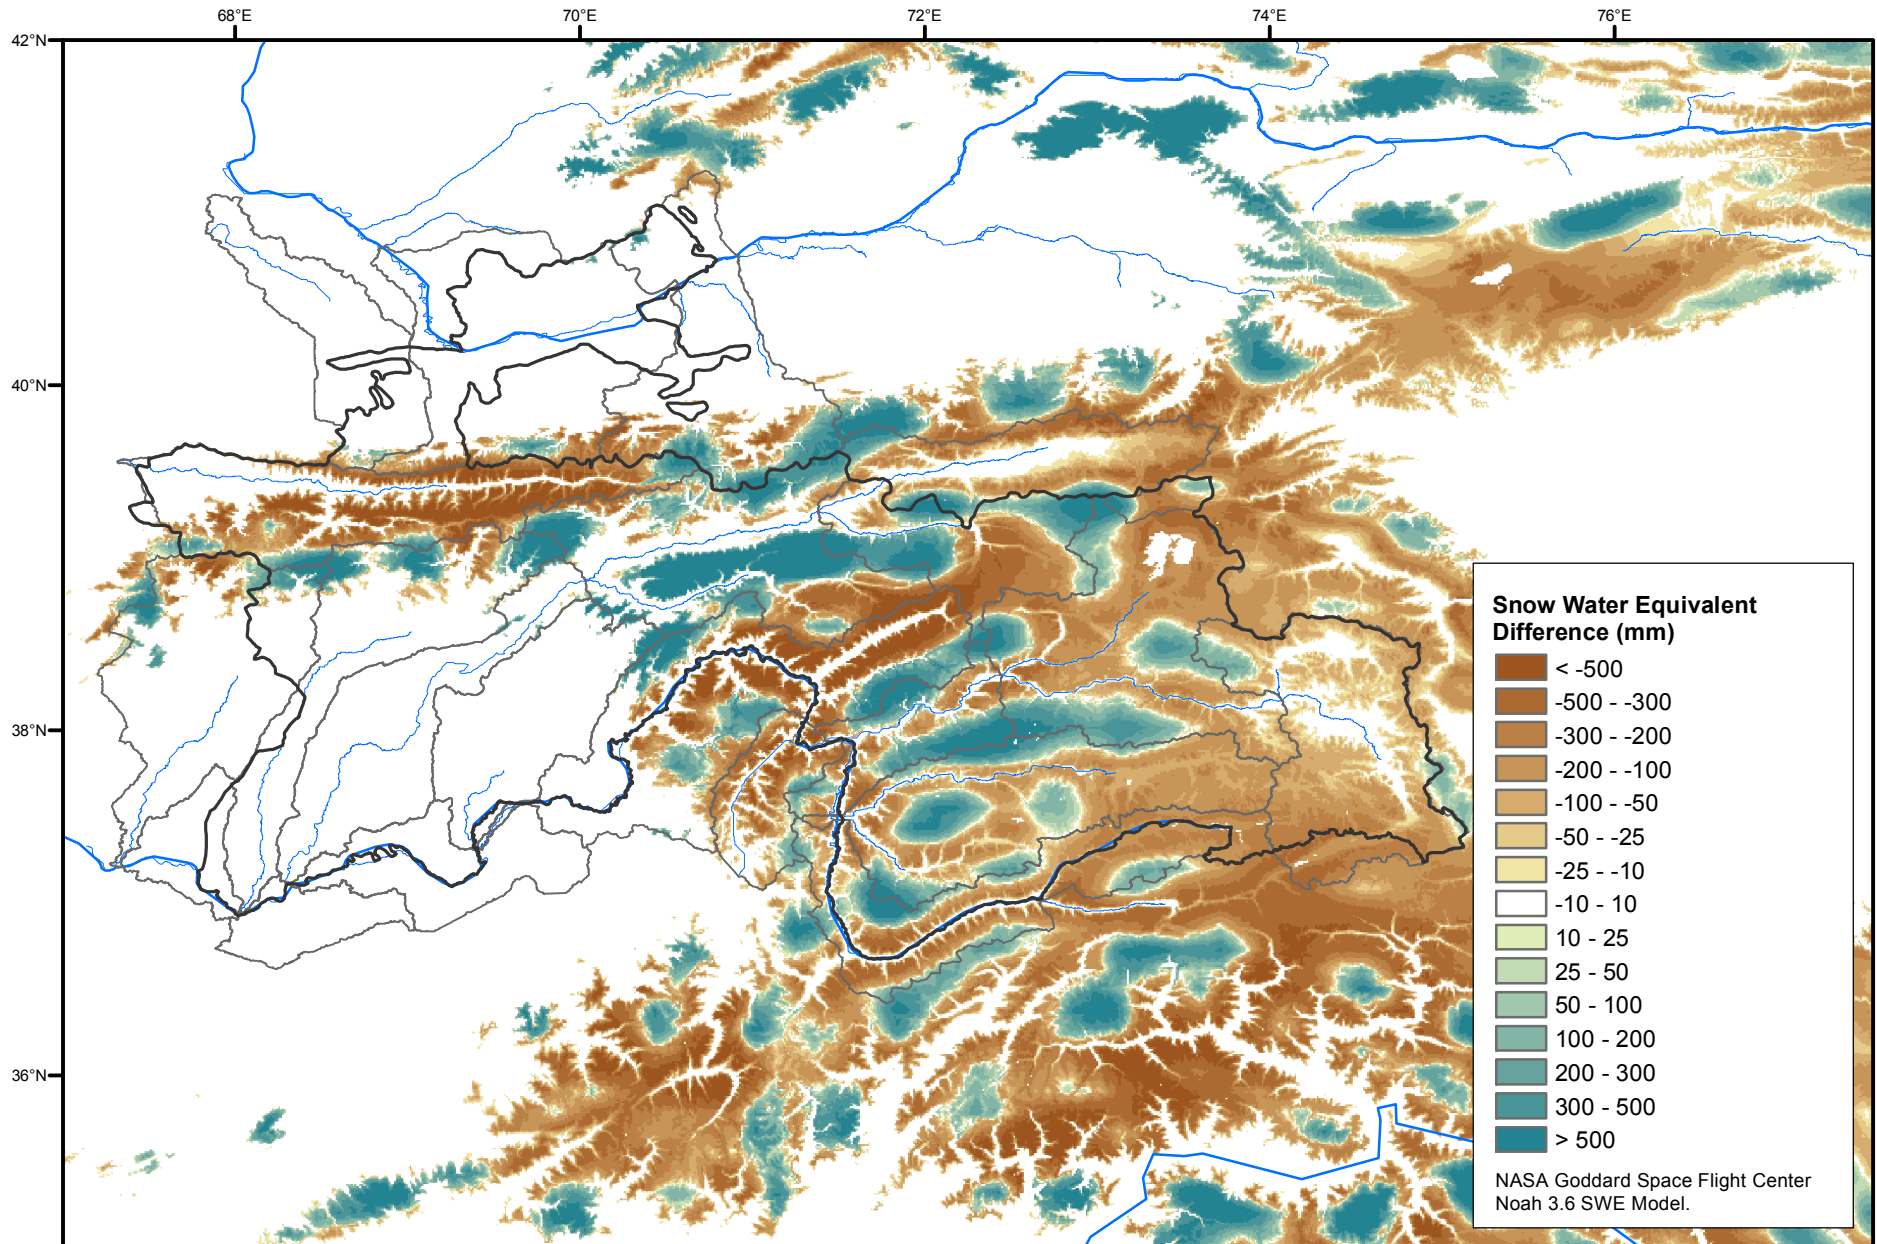 68°E
70°E
72°E
74°E
76°E
42°N
40°N
38°N
36°N
Snow Water Equivalent
Difference (mm)
< -500
-500 - -300
-300 - -200
-200 - -100
-100 - -50
-50 - -25
-25 - -10
-10 - 10
10 - 25
25 - 50
50 - 100
100 - 200
200 - 300
300 - 500
> 500
NASA Goddard Space Flight Center
Noah 3.6 SWE Model.